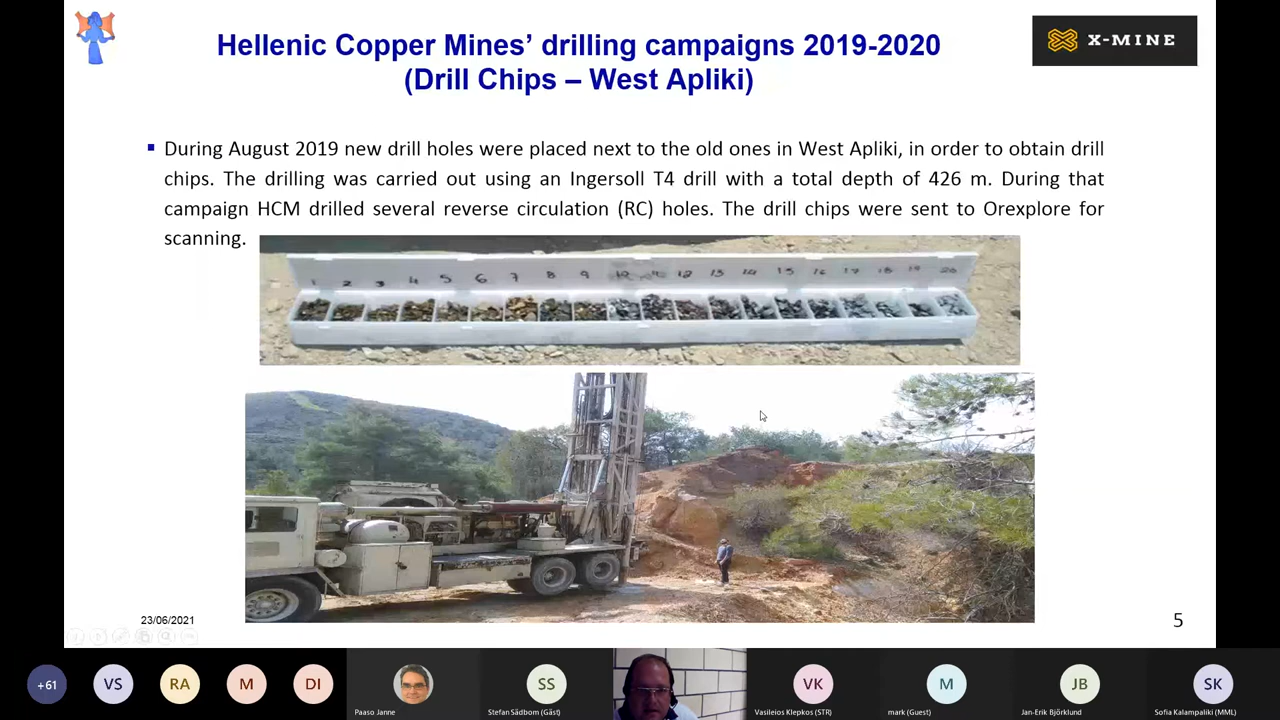 Hellenic Copper Mines’ drilling campaigns 2019-2020
(Drill Chips – West Apliki)
X-MINE
During August 2019 new drill holes were placed next to the old ones in West Apliki, in order to obtain drill
chips. The drilling was carried out using an Ingersoll T4 drill with a total depth of 426 m. During that
campaign HCM drilled several reverse circulation (RC) holes. The drill chips were sent to Orexplore for
scanning.
1 2 3 4 5 6 7 8 9 12 13 14 15 16 17 18 19 20
23/06/2021
5
+61 VS RA M DI SS VK M JB SK
Paaso Janne Stefan Sädbom (Gäst) Vasileios Klepkos (STR) mark (Guest) Jan-Erik Björklund Sofia Kalampaliki (MML)